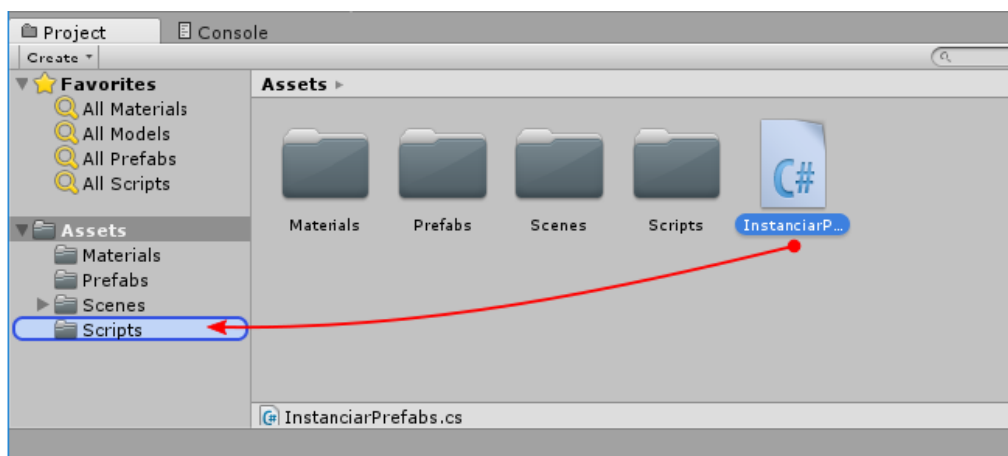 Project
Console
Create
Favorites
All Materials
All Models
All Prefabs
All Scripts
Assets
Materials
Prefabs
Scenes
Scripts
Assets
Materials
Prefabs
Scenes
Scripts
C#
InstanciarP...
C# InstanciarPrefabs.cs